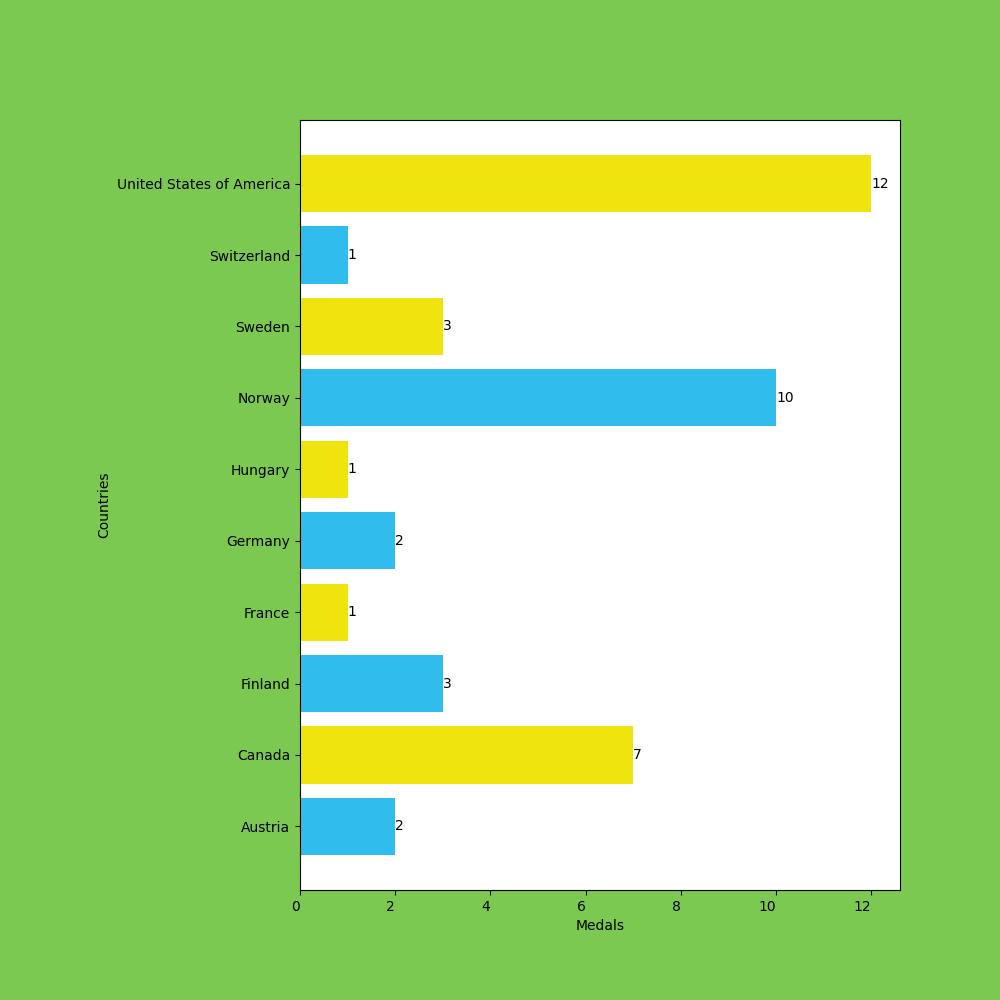 United States of America 12
Switzerland 1
Sweden 3
Norway 10
Hungary 1
Germany 2
France 1
Finland 3
Canada 7
Austria 2
Countries
0 2 4 6 8 10 12
Medals